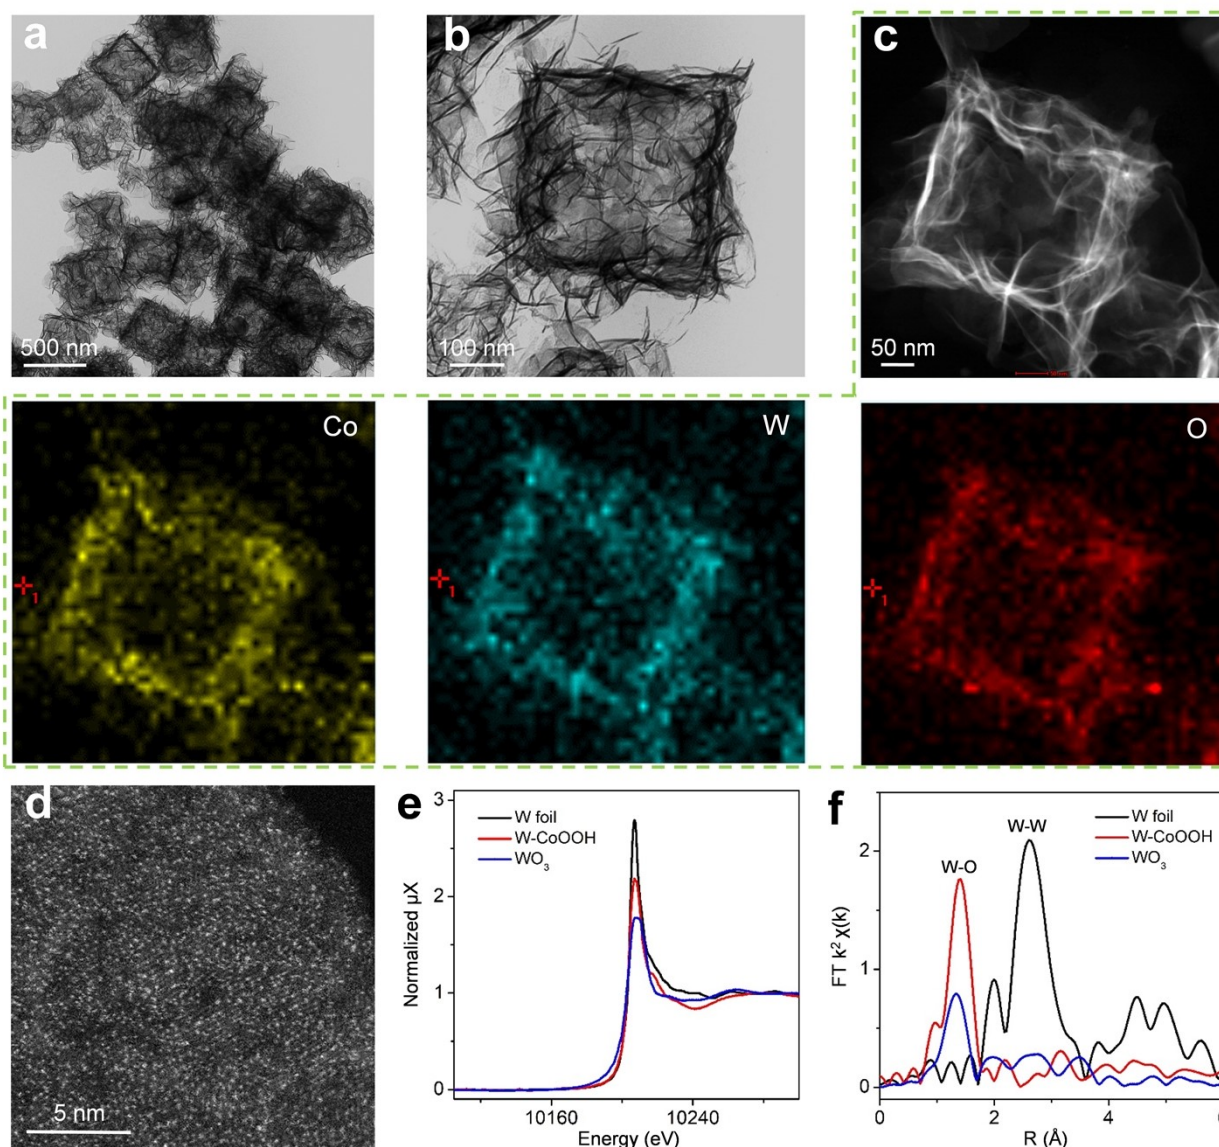 a
500 nm
b
100 nm
c
50 nm
Co
1
W
1
O
1
d
5 nm
e
Normalized µX
3
2
1
0
10160
10240
Energy (eV)
W foil
W-CoOOH
WO₃
f
FT k² χ(k)
2
1
0
0
2
4
6
R (Å)
W foil
W-CoOOH
WO₃
W-O
W-W